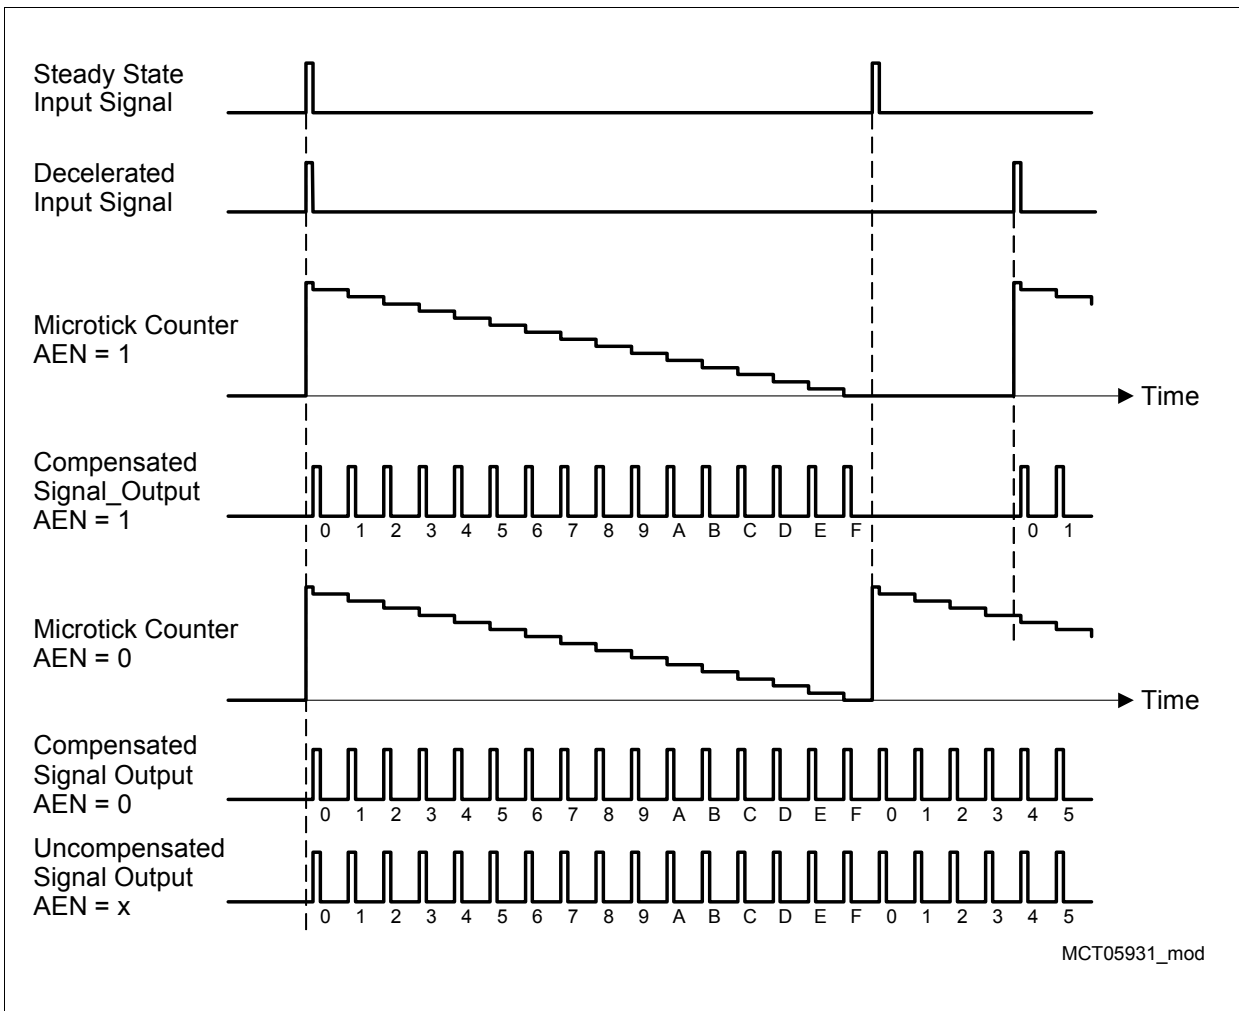 Steady State
Input Signal
Decelerated
Input Signal
Microtick Counter
AEN = 1
Time
Compensated
Signal_Output
AEN = 1
0 1 2 3 4 5 6 7 8 9 A B C D E F 0 1
Microtick Counter
AEN = 0
Time
Compensated
Signal Output
AEN = 0
0 1 2 3 4 5 6 7 8 9 A B C D E F 0 1 2 3 4 5
Uncompensated
Signal Output
AEN = x
0 1 2 3 4 5 6 7 8 9 A B C D E F 0 1 2 3 4 5
MCT05931_mod